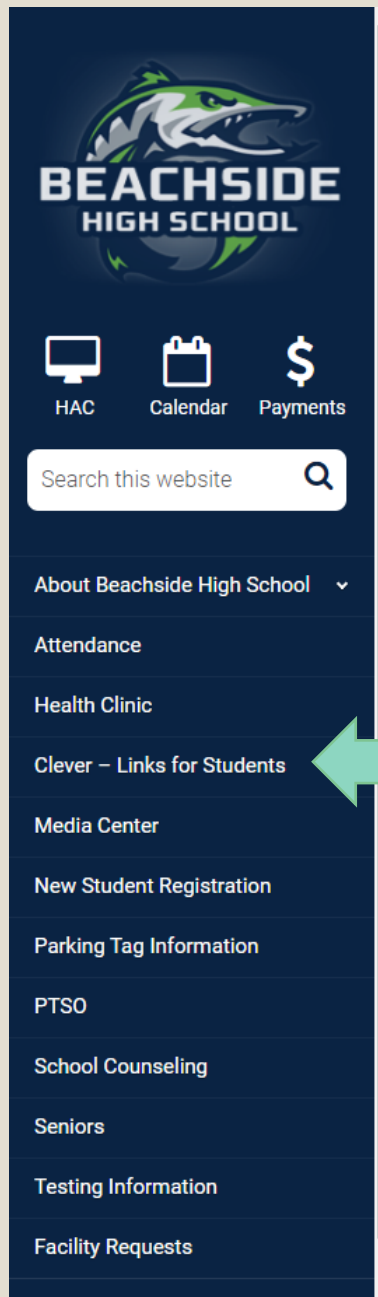 BEACHSIDE
HIGH SCHOOL
HAC
Calendar
Payments
Search this website
About Beachside High School
Attendance
Health Clinic
Clever – Links for Students
Media Center
New Student Registration
Parking Tag Information
PTSO
School Counseling
Seniors
Testing Information
Facility Requests